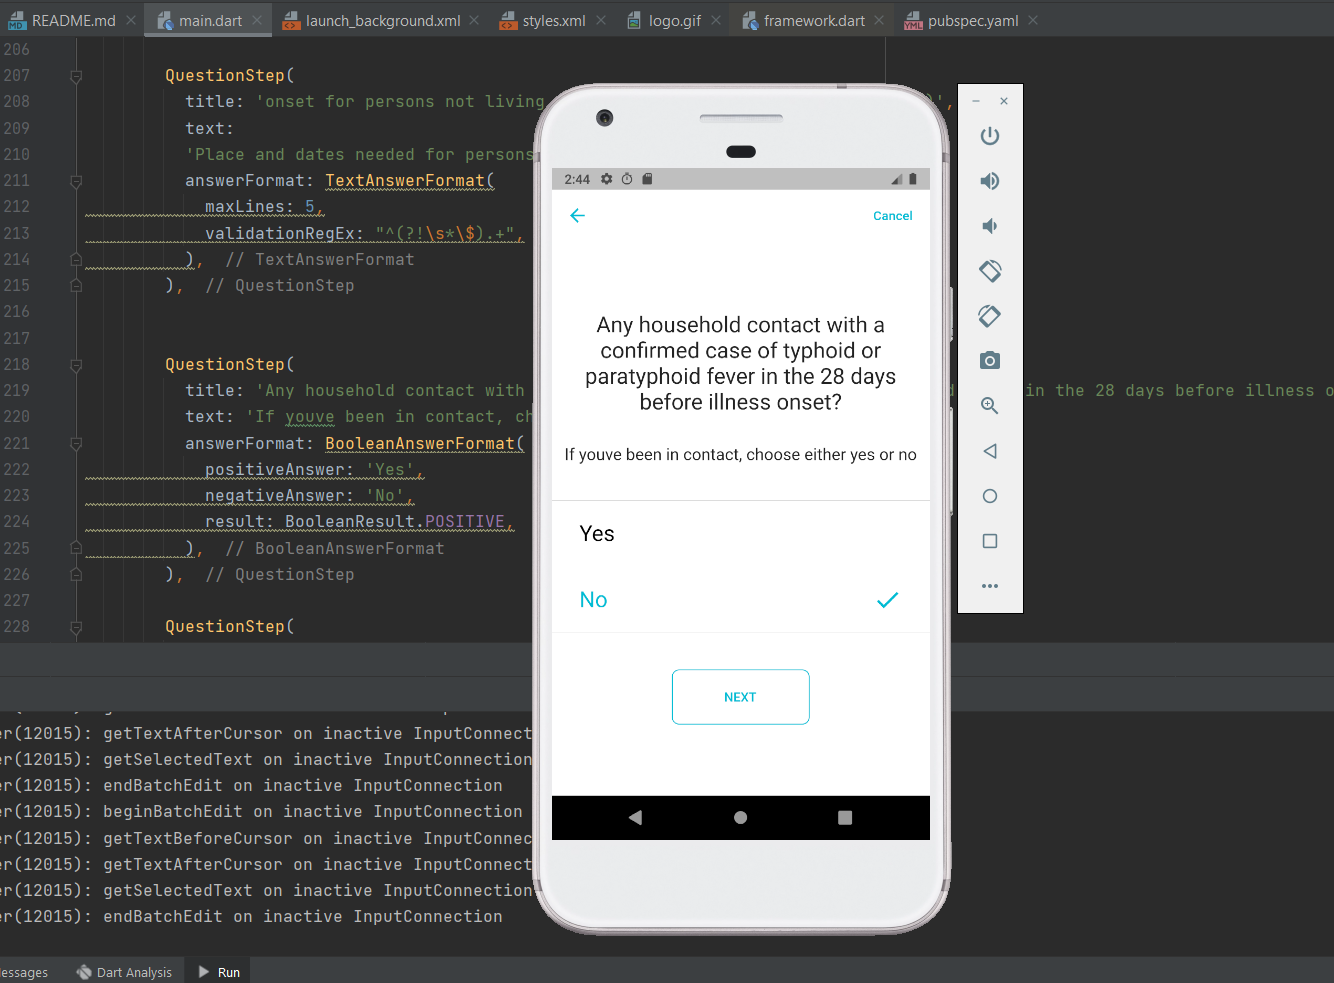 README.md main.dart launch_background.xml styles.xml logo.gif framework.dart pubspec.yaml
206
207 QuestionStep(
208 title: 'onset for persons not living )',
209 text:
210 'Place and dates needed for persons
211 answerFormat: TextAnswerFormat(
212 maxLines: 5,
213 validationRegEx: "^(?!\s*\$).+",
214 ), // TextAnswerFormat
215 ), // QuestionStep
216
217
218 QuestionStep(
219 title: 'Any household contact with in the 28 days before illness o
220 text: 'If youve been in contact, ch
221 answerFormat: BooleanAnswerFormat(
222 positiveAnswer: 'Yes',
223 negativeAnswer: 'No',
224 result: BooleanResult.POSITIVE,
225 ), // BooleanAnswerFormat
226 ), // QuestionStep
227
228 QuestionStep(
2:44
Cancel
Any household contact with a
confirmed case of typhoid or
paratyphoid fever in the 28 days
before illness onset?
If youve been in contact, choose either yes or no
Yes
No
NEXT
er(12015): getTextAfterCursor on inactive InputConnect
er(12015): getSelectedText on inactive InputConnection
er(12015): endBatchEdit on inactive InputConnection
er(12015): beginBatchEdit on inactive InputConnection
er(12015): getTextBeforeCursor on inactive InputConnec
er(12015): getTextAfterCursor on inactive InputConnect
er(12015): getSelectedText on inactive InputConnection
er(12015): endBatchEdit on inactive InputConnection
essages Dart Analysis Run